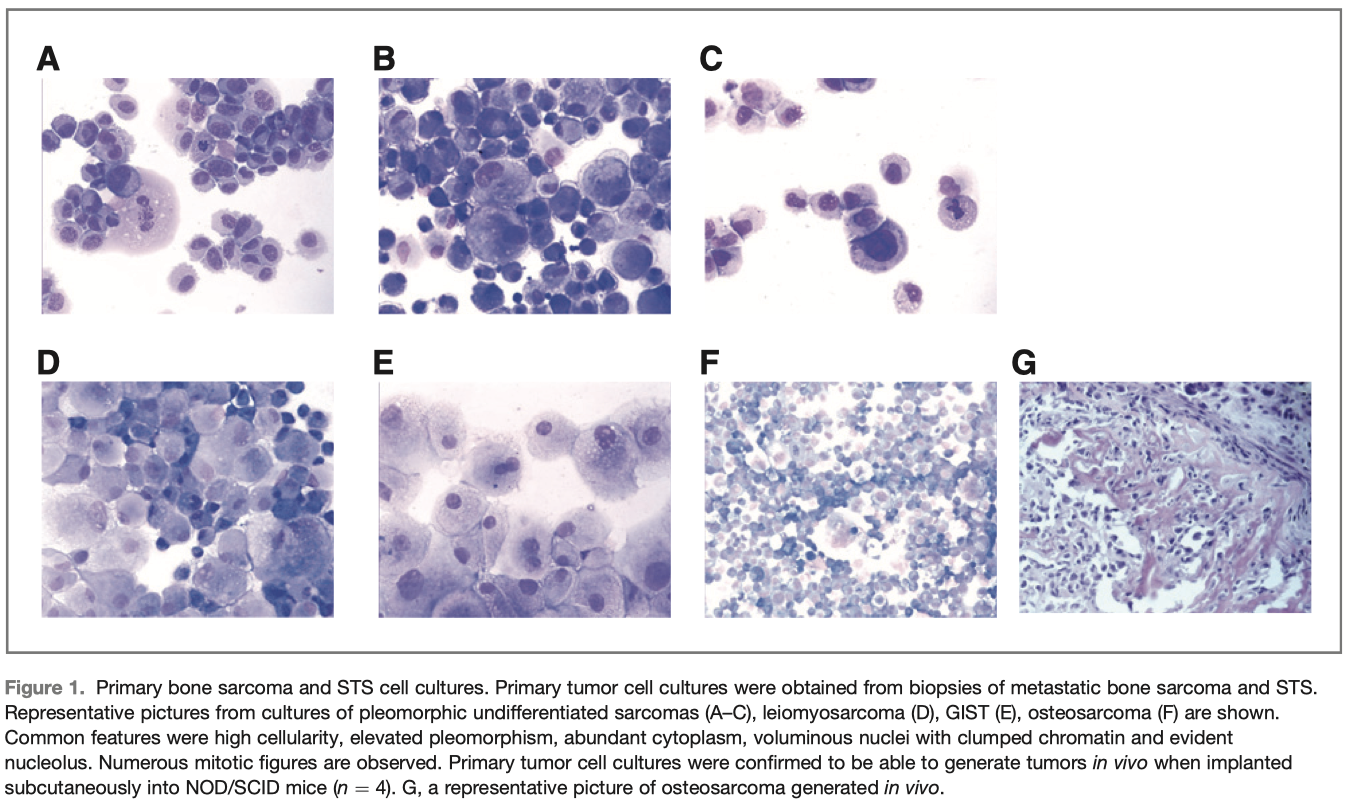 A
B
C
D
E
F
G
Figure 1. Primary bone sarcoma and STS cell cultures. Primary tumor cell cultures were obtained from biopsies of metastatic bone sarcoma and STS.
Representative pictures from cultures of pleomorphic undifferentiated sarcomas (A–C), leiomyosarcoma (D), GIST (E), osteosarcoma (F) are shown.
Common features were high cellularity, elevated pleomorphism, abundant cytoplasm, voluminous nuclei with clumped chromatin and evident
nucleolus. Numerous mitotic figures are observed. Primary tumor cell cultures were confirmed to be able to generate tumors in vivo when implanted
subcutaneously into NOD/SCID mice (n = 4). G, a representative picture of osteosarcoma generated in vivo.